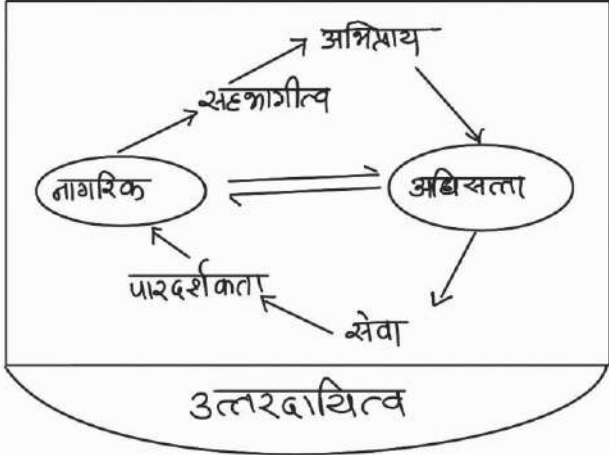 अभिप्राय
सहभागीत्व
नागरिक
अधिसत्ता
पारदर्शकता
सेवा
उत्तरदायित्व